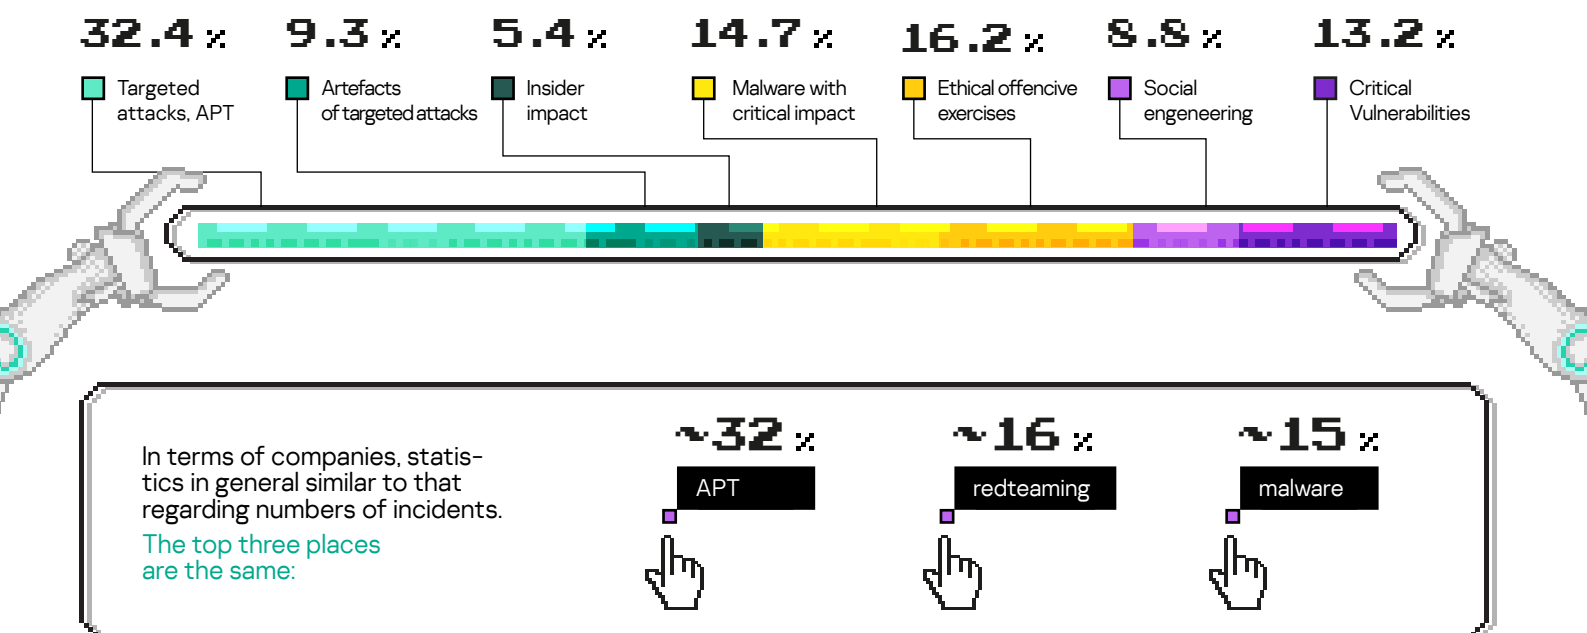 32.4 %
9.3 %
5.4 %
14.7 %
16.2 %
8.8 %
13.2 %
Targeted
attacks, APT
Artefacts
of targeted attacks
Insider
impact
Malware with
critical impact
Ethical offencive
exercises
Social
engeneering
Critical
Vulnerabilities
In terms of companies, statis-
tics in general similar to that
regarding numbers of incidents.
The top three places
are the same:
~32 %
APT
~16 %
redteaming
~15 %
malware